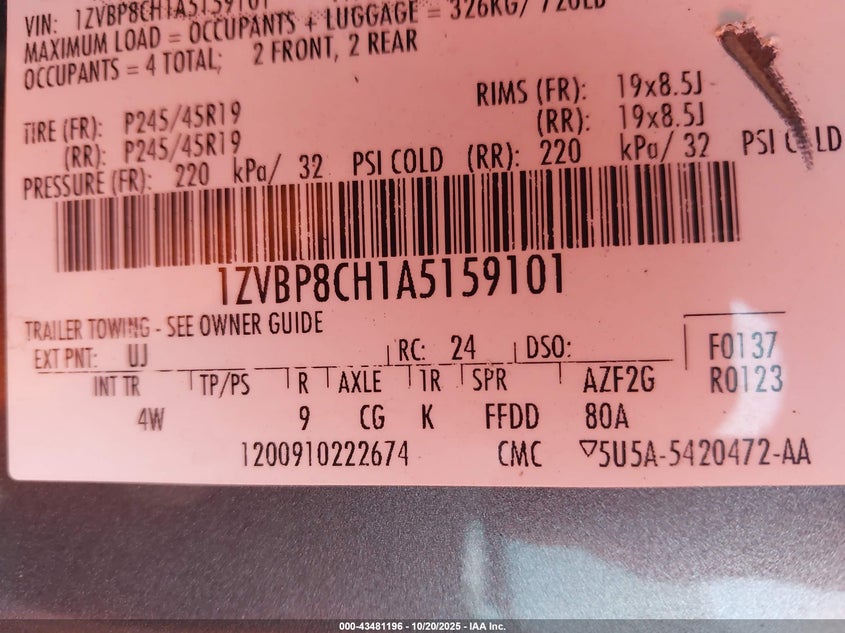 VIN: 1ZVBP8CH1A5159101
MAXIMUM LOAD = OCCUPANTS + LUGGAGE = 326KG/ 720LB
OCCUPANTS = 4 TOTAL; 2 FRONT, 2 REAR
TIRE (FR): P245/45R19 RIMS (FR): 19x8.5J
(RR): P245/45R19 (RR): 19x8.5J
PRESSURE (FR): 220 kPa/ 32 PSI COLD (RR): 220 kPa/ 32 PSI COLD
1ZVBP8CH1A5159101
TRAILER TOWING - SEE OWNER GUIDE
EXT PNT: UJ RC: 24 DSO: F0137
INT TR TP/PS R AXLE TR SPR AZF2G R0123
4W 9 CG K FFDD 80A
1200910222674 CMC ▽5U5A-5420472-AA
000-43481196 - 10/20/2025 - IAA Inc.